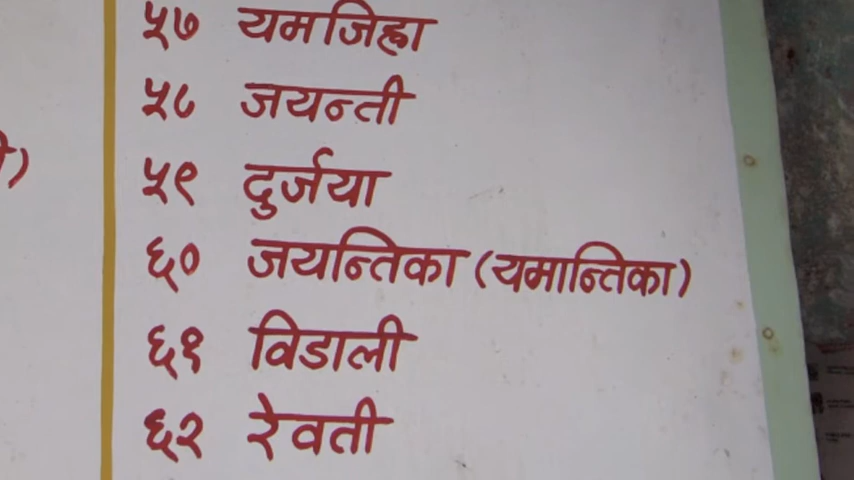 ५७ यमजिह्वा
५८ जयन्ती
५९ दुर्जया
६० जयन्तिका (यमान्तिका)
६१ विडाली
६२ रेवती